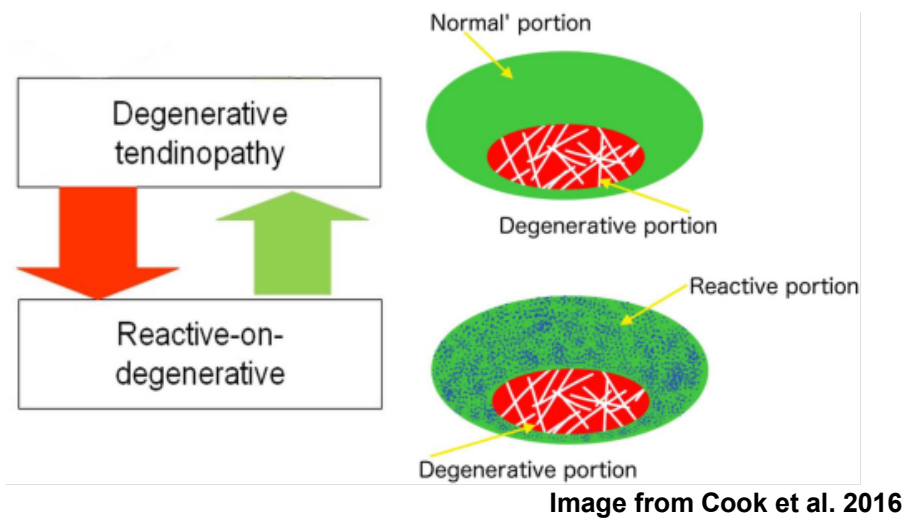 Normal' portion
Degenerative
tendinopathy
Degenerative portion
Reactive portion
Reactive-on-
degenerative
Degenerative portion
Image from Cook et al. 2016